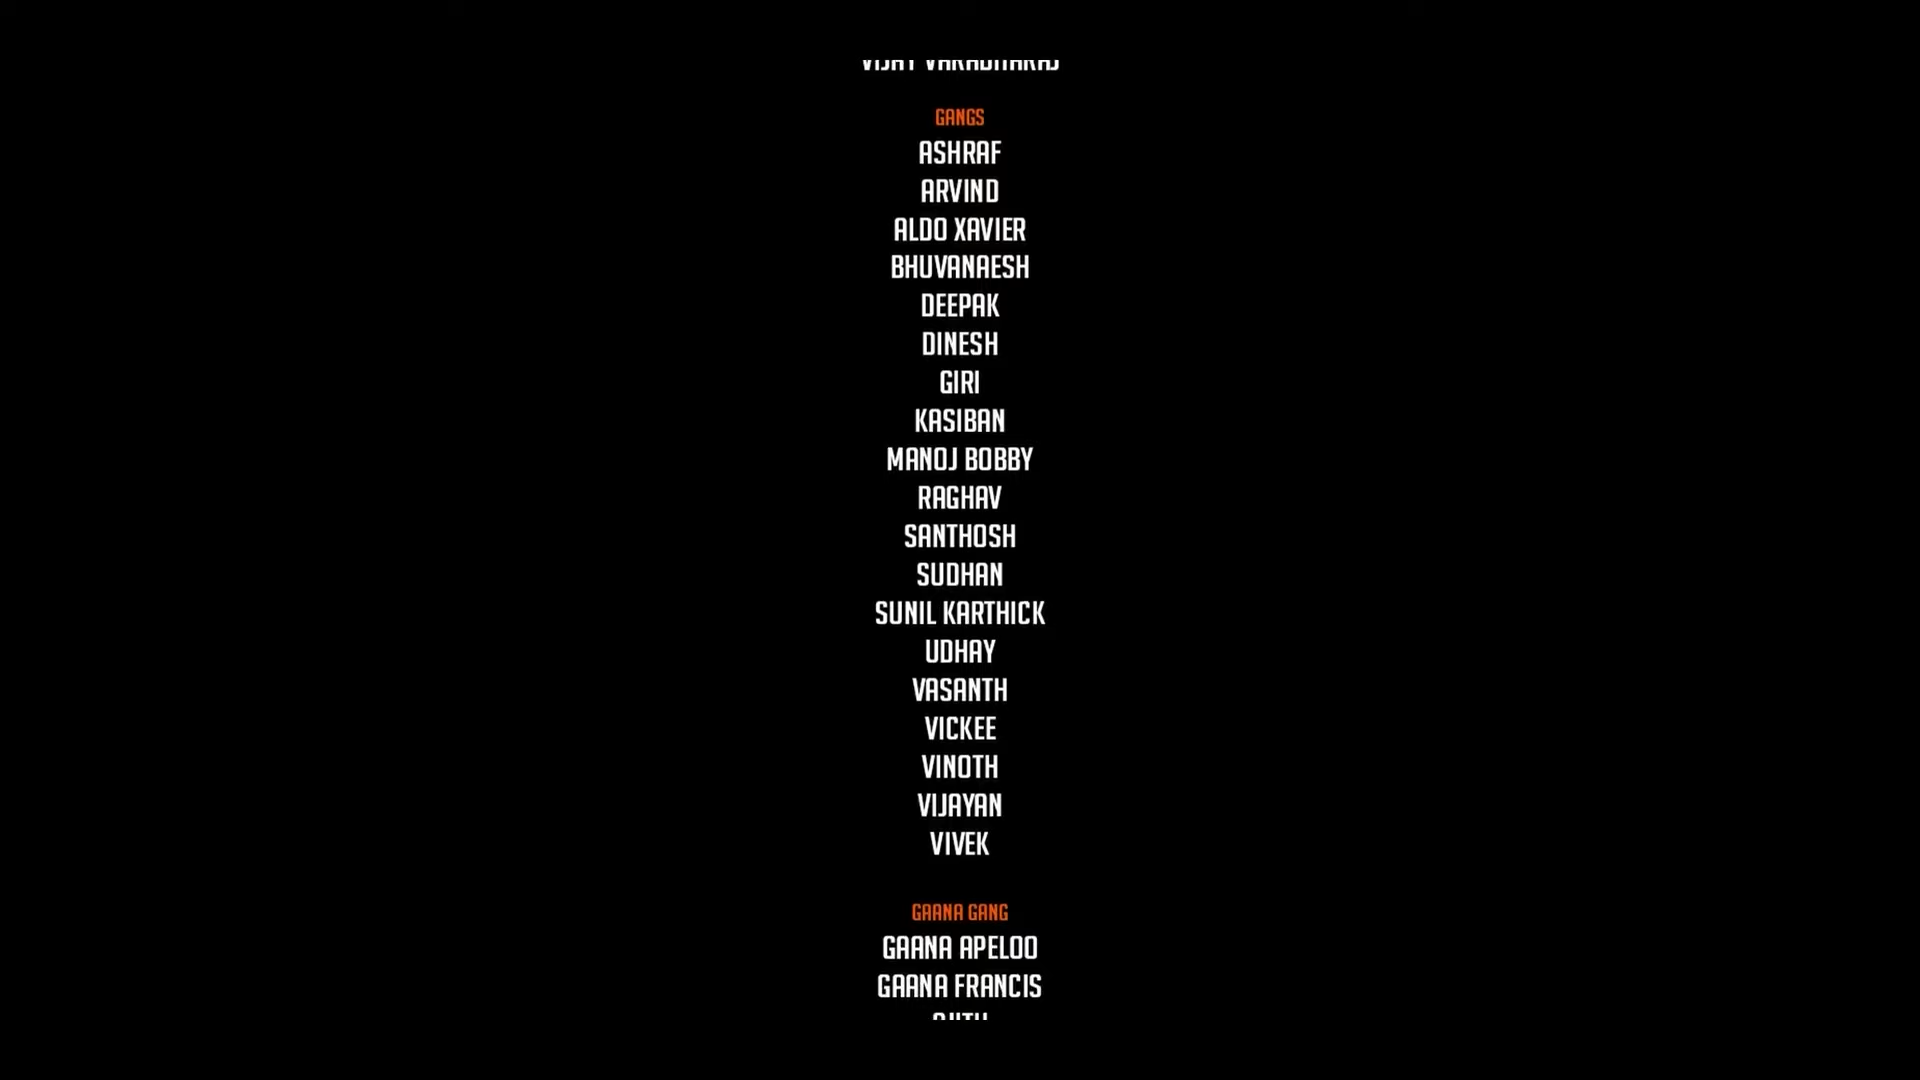 GANGS
ASHRAF
ARVIND
ALDO XAVIER
BHUVANAESH
DEEPAK
DINESH
GIRI
KASIBAN
MANOJ BOBBY
RAGHAV
SANTHOSH
SUDHAN
SUNIL KARTHICK
UDHAY
VASANTH
VICKEE
VINOTH
VIJAYAN
VIVEK
GAANA GANG
GAANA APELOO
GAANA FRANCIS